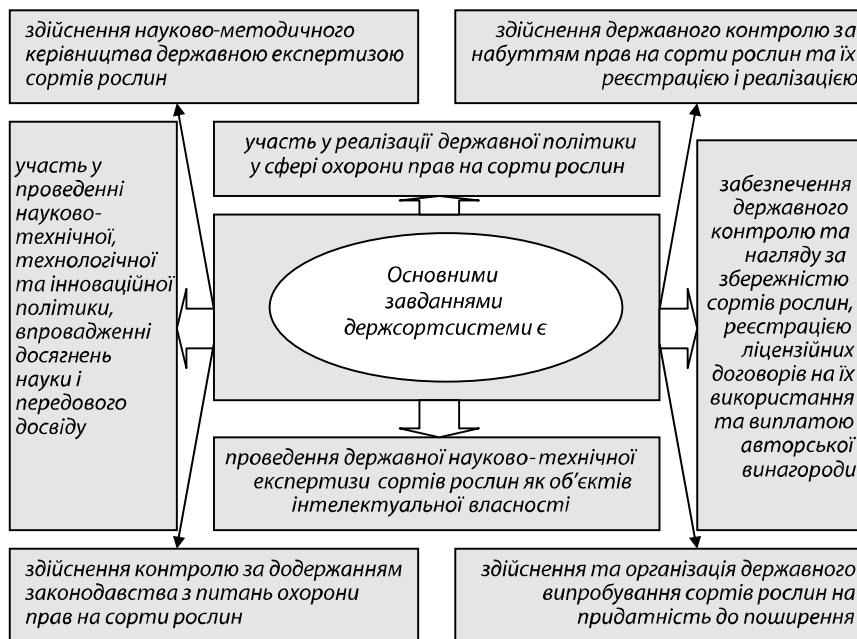 здійснення науково-методичного
керівництва державною експертизою
сортів рослин
здійснення державного контролю за
набуттям прав на сорти рослин та їх
реєстрацією і реалізацією
участь у реалізації державної політики
у сфері охорони прав на сорти рослин
участь у
проведенні
науково-
технічної,
технологічної
та інноваційної
політики,
впровадженні
досягнень
науки і
передового
досвіду
Основними
завданнями
держсортсистеми є
забезпечення
державного
контролю та
нагляду за
збережністю
сортів рослин,
реєстрацією
ліцензійних
договорів на їх
використання
та виплатою
авторської
винагороди
проведення державної науково-технічної
експертизи сортів рослин як об’єктів
інтелектуальної власності
здійснення контролю за додержанням
законодавства з питань охорони
прав на сорти рослин
здійснення та організація державного
випробування сортів рослин на
придатність до поширення